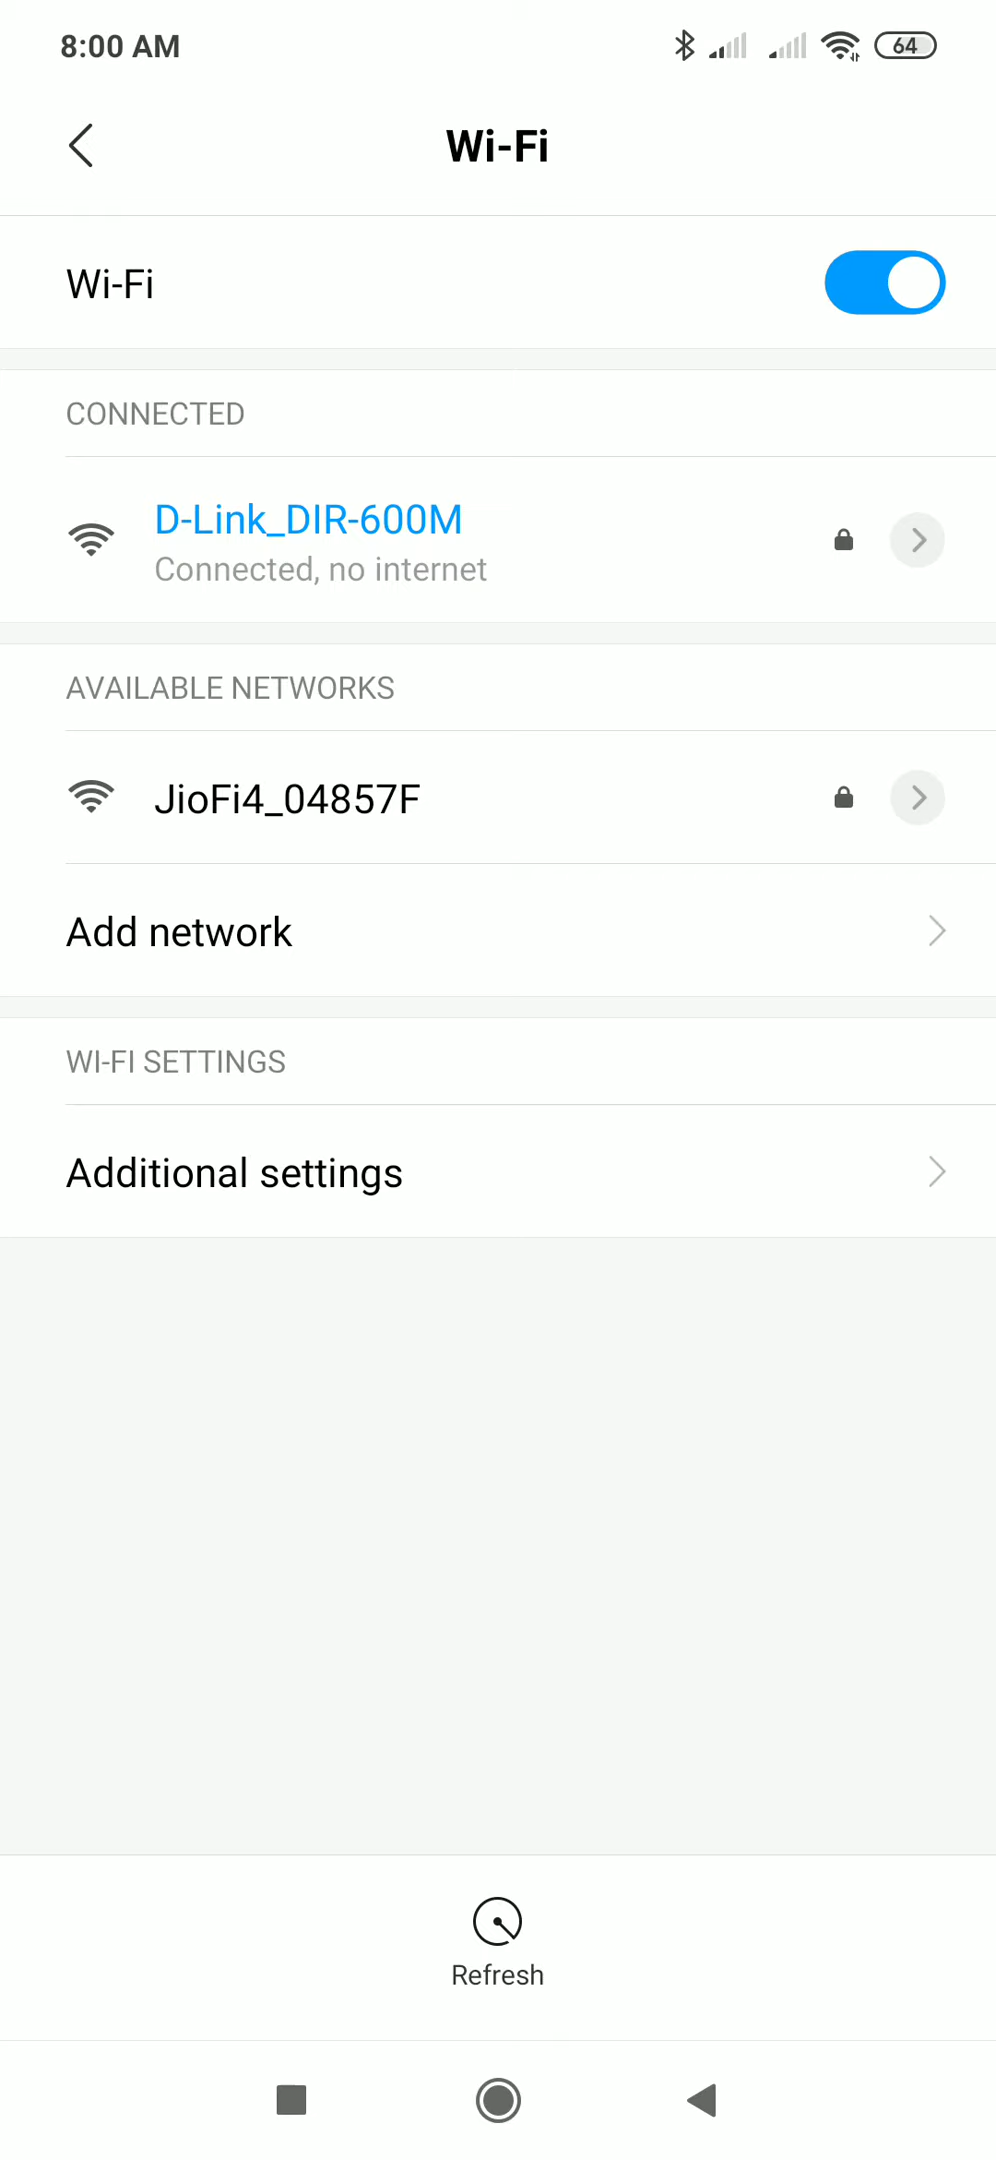 8:00 AM
64
Wi-Fi
Wi-Fi
CONNECTED
D-Link_DIR-600M
Connected, no internet
AVAILABLE NETWORKS
JioFi4_04857F
Add network
WI-FI SETTINGS
Additional settings
Refresh